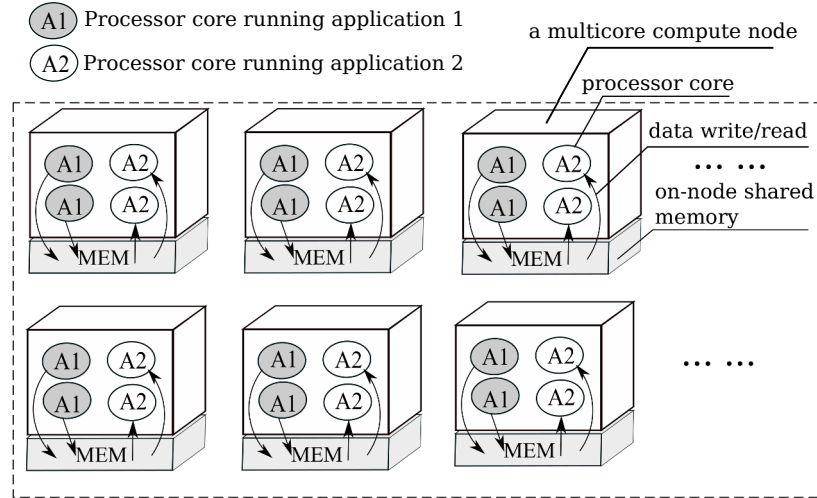 A1 Processor core running application 1
A2 Processor core running application 2
a multicore compute node
processor core
data write/read
... ...
on-node shared
memory
A1 A2 A1 A2 A1 A2
A1 A2 A1 A2 A1 A2
MEM MEM MEM
A1 A2 A1 A2 A1 A2
... ...
A1 A2 A1 A2 A1 A2
MEM MEM MEM